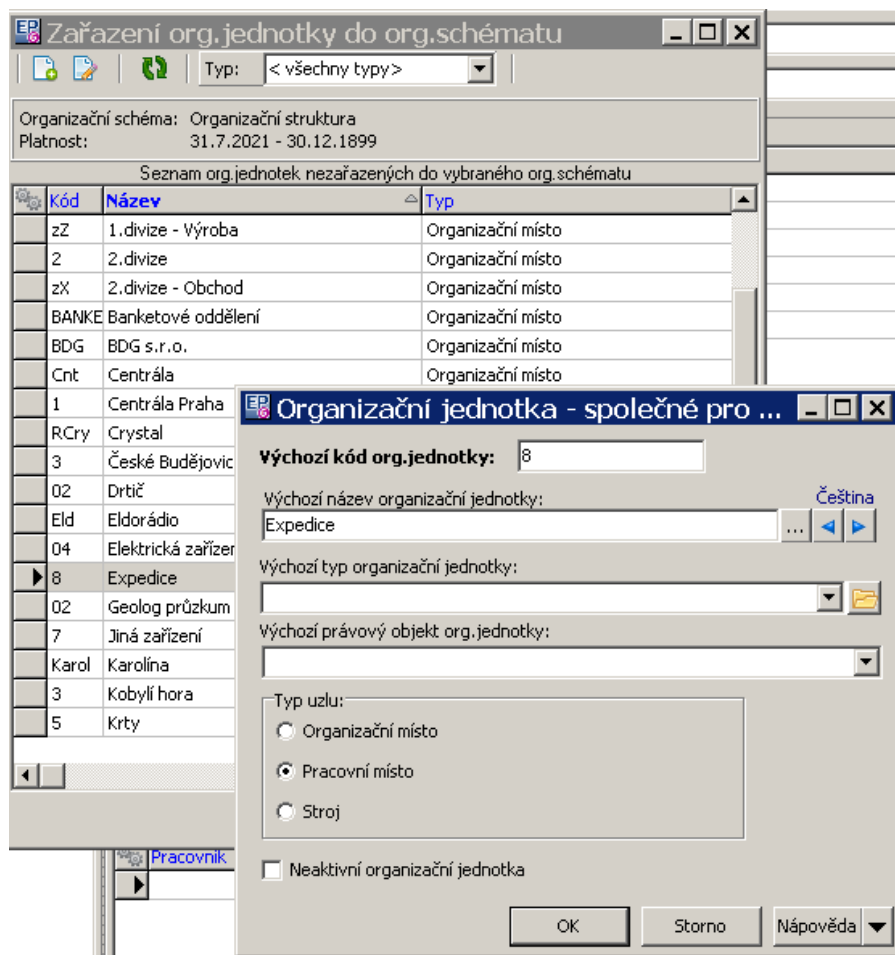 Zařazení org.jednotky do org.schématu
Typ: < všechny typy>
Organizační schéma: Organizační struktura
Platnost: 31.7.2021 - 30.12.1899
Seznam org.jednotek nezařazených do vybraného org.schématu
Kód Název Typ
zZ 1.divize - Výroba Organizační místo
2 2.divize Organizační místo
zX 2.divize - Obchod Organizační místo
BANKE Banketové oddělení Organizační místo
BDG BDG s.r.o. Organizační místo
Cnt Centrála Organizační místo
1 Centrála Praha
RCry Crystal
3 České Budějovic
02 Drtič
Eld Eldorádio
04 Elektrická zařízer
8 Expedice
02 Geolog průzkum
7 Jiná zařízení
Karol Karolína
3 Kobylí hora
5 Krty
Pracovník
Organizační jednotka - společné pro ...
Výchozí kód org.jednotky: 8
Výchozí název organizační jednotky: Čeština
Expedice ...
Výchozí typ organizační jednotky:
Výchozí právový objekt org.jednotky:
Typ uzlu:
Organizační místo
Pracovní místo
Stroj
Neaktivní organizační jednotka
OK Storno Nápověda